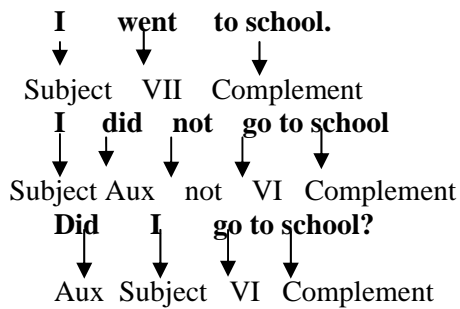 I went to school.
Subject VII Complement
I did not go to school
Subject Aux not VI Complement
Did I go to school?
Aux Subject VI Complement